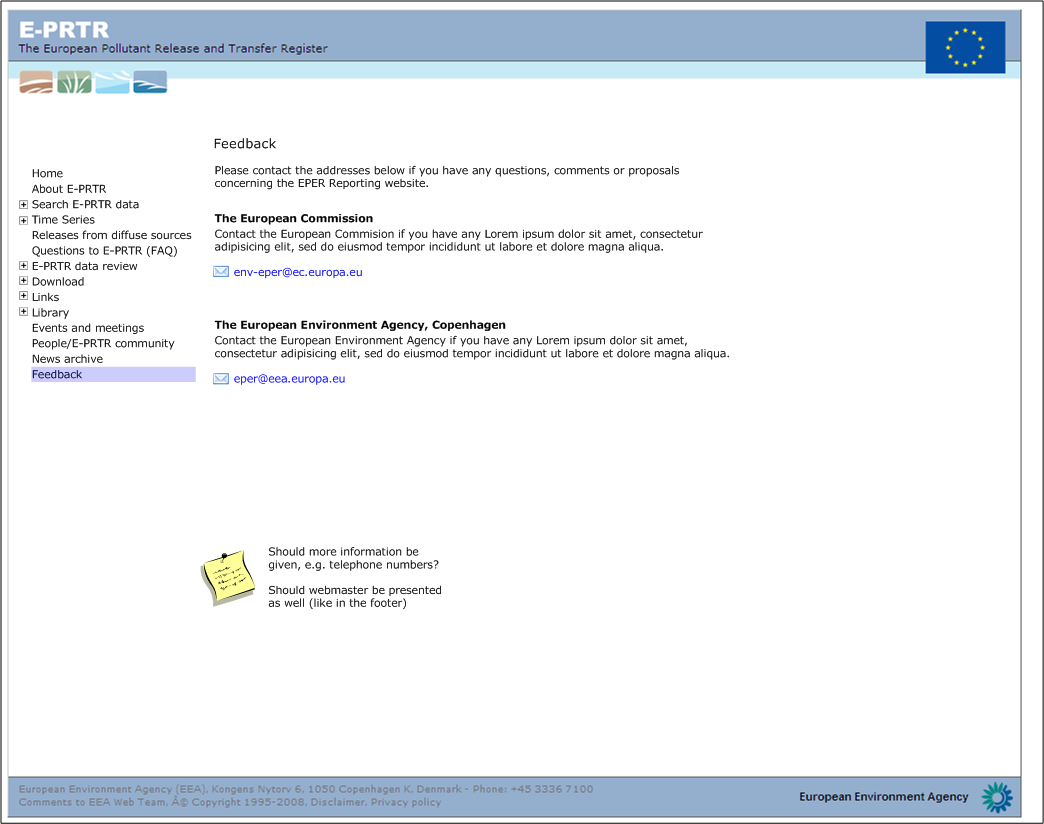 E-PRTR
The European Pollutant Release and Transfer Register
Home
About E-PRTR
Search E-PRTR data
Time Series
Releases from diffuse sources
Questions to E-PRTR (FAQ)
E-PRTR data review
Download
Links
Library
Events and meetings
People/E-PRTR community
News archive
Feedback
Feedback
Please contact the addresses below if you have any questions, comments or proposals
concerning the EPER Reporting website.
The European Commission
Contact the European Commision if you have any Lorem ipsum dolor sit amet, consectetur
adipisicing elit, sed do eiusmod tempor incididunt ut labore et dolore magna aliqua.
env-eper@ec.europa.eu
The European Environment Agency, Copenhagen
Contact the European Environment Agency if you have any Lorem ipsum dolor sit amet,
consectetur adipisicing elit, sed do eiusmod tempor incididunt ut labore et dolore magna aliqua.
eper@eea.europa.eu
Should more information be
given, e.g. telephone numbers?
Should webmaster be presented
as well (like in the footer)
European Environment Agency (EEA), Kongens Nytorv 6, 1050 Copenhagen K, Denmark - Phone: +45 3336 7100
Comments to EEA Web Team, Â© Copyright 1995-2008. Disclaimer. Privacy policy
European Environment Agency